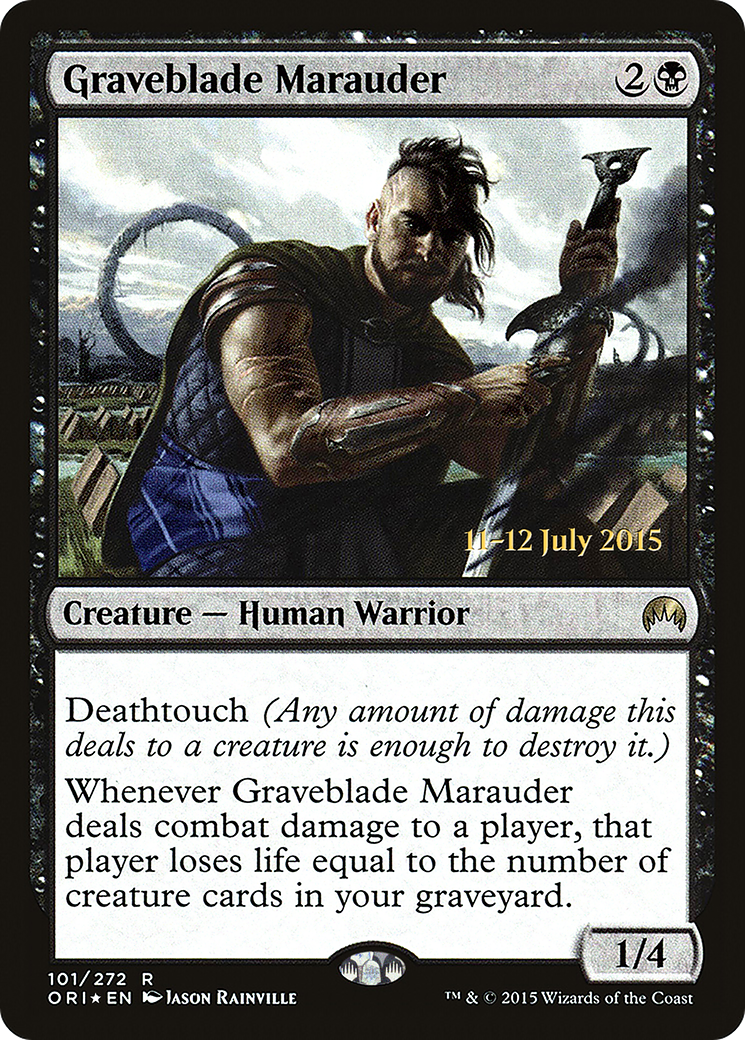 Graveblade Marauder 2
11-12 July 2015
Creature — Human Warrior
Deathtouch (Any amount of damage this
deals to a creature is enough to destroy it.)
Whenever Graveblade Marauder
deals combat damage to a player, that
player loses life equal to the number of
creature cards in your graveyard.
1/4
101/272 R
ORI★EN Jason Rainville
™ & © 2015 Wizards of the Coast